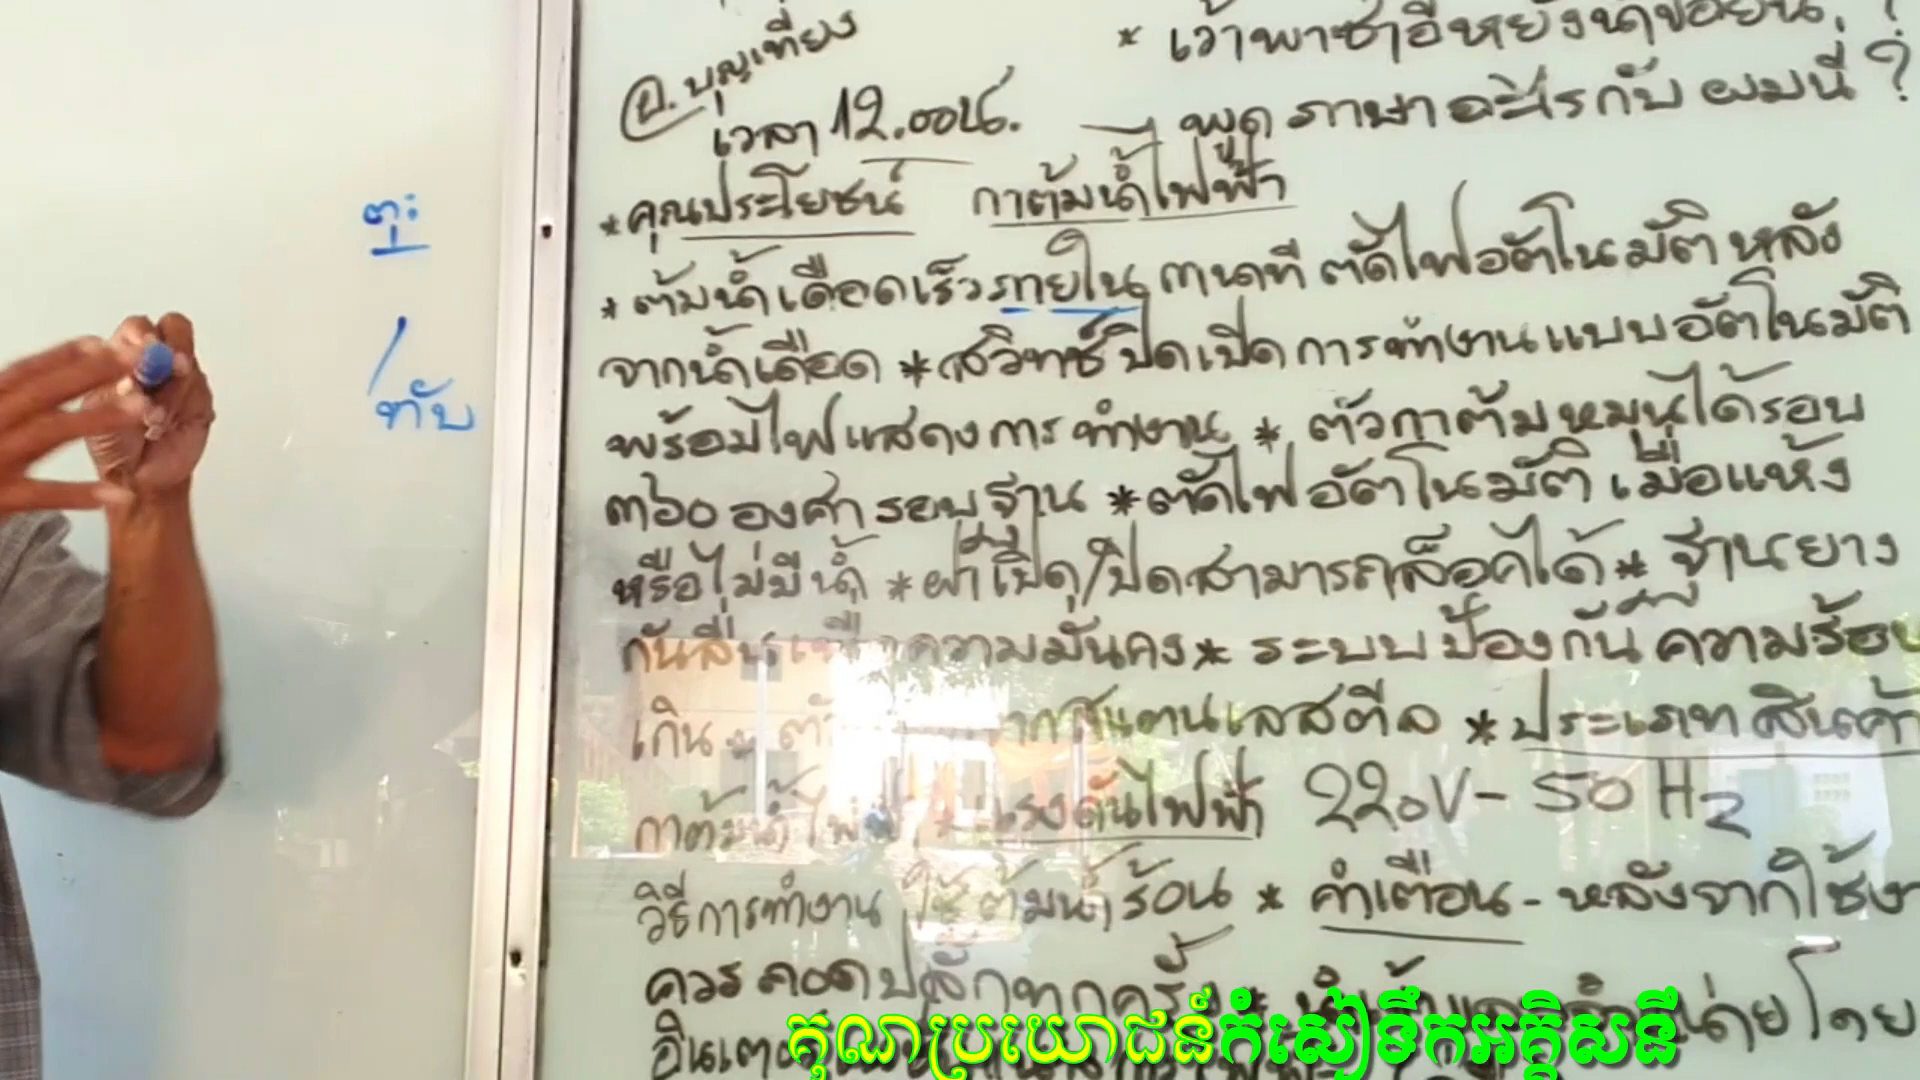 * เว้าพาซาอีหยังนำข่อยนี้ ?
อ. บุญเที่ยง
เวลา 12.00น. พูดภาษาอะไรกับผมนี่ ?
* คุณประโยชน์ กาต้มน้ำไฟฟ้า
ตุ:
* ต้มน้ำเดือดเร็วภายใน ๓นาที ตัดไฟอัตโนมัติหลัง
จากน้ำเดือด * สวิทซ์ปิดเปิดการทำงานแบบอัตโนมัติ
/ทับ
พร้อมไฟแสดงการทำงาน * ตัวกาต้มหมุนได้รอบ
๓๖๐ องศา รอบฐาน * ตัดไฟอัตโนมัติ เมื่อแห้ง
หรือไม่มีน้ำ * ฝาเปิด/ปิดสามารถล็อคได้ * ฐานยาง
กันลื่น ความมั่นคง * ระบบป้องกันความร้อน
เกิน * สแตนเลสตีล * ประเภทสินค้า
กาต้มน้ำไฟฟ้า * แรงดันไฟฟ้า 220V - 50 Hz
วิธีการทำงาน ใช้ต้มน้ำร้อน * คำเตือน - หลังจากใช้ง
ควรถอดปลั๊กทุกครั้ง * โดย
គុណប្រយោជន៍កំសៀវទឹកអគ្គិសនី